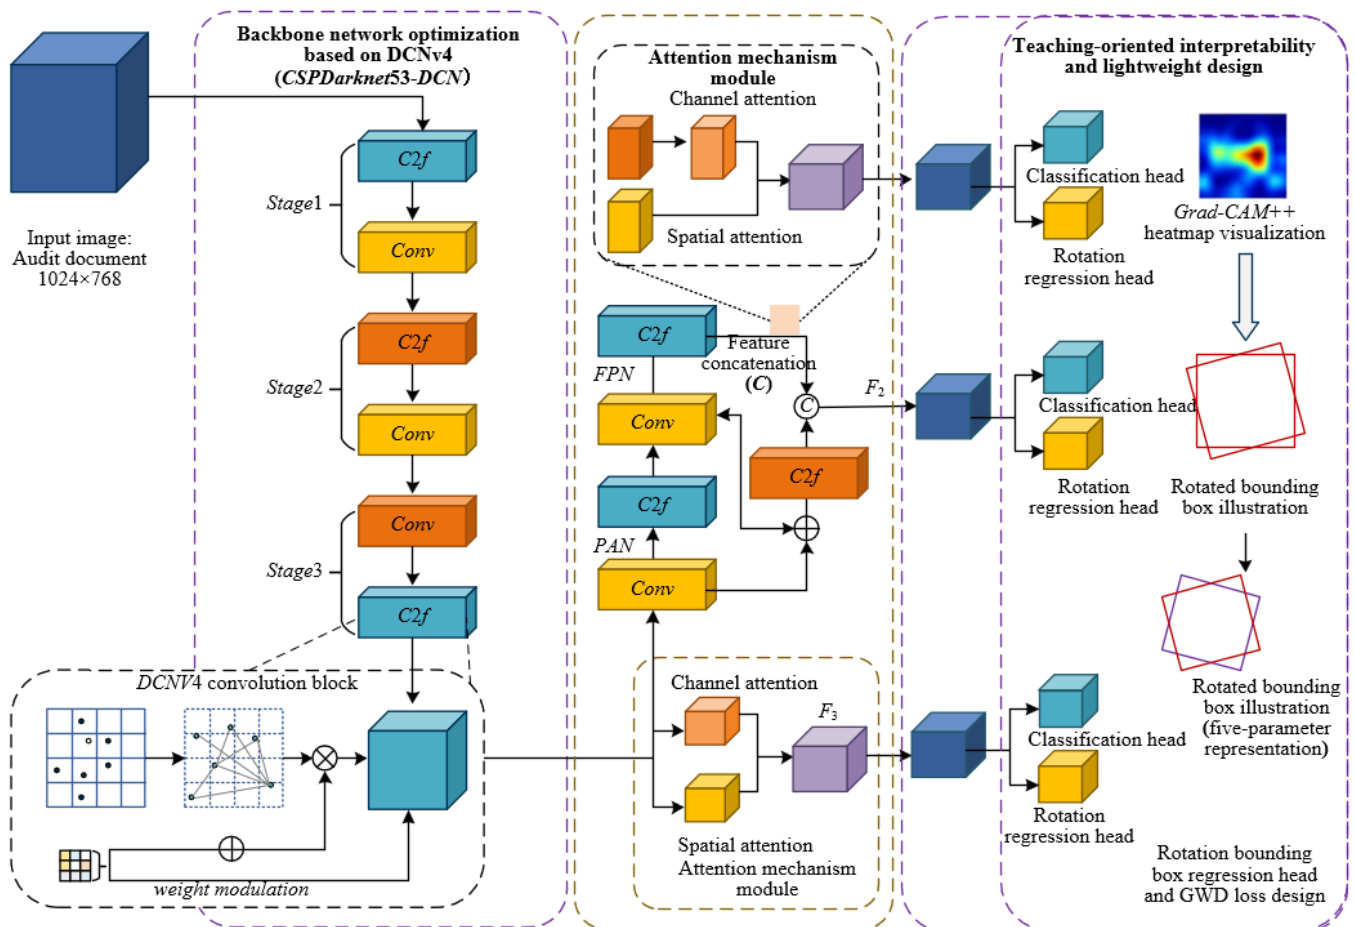 Backbone network optimization
based on DCNv4
(CSPDarknet53-DCN)
Input image:
Audit document
1024×768
C2f
Stage1
Conv
C2f
Stage2
Conv
Conv
Stage3
C2f
DCNV4 convolution block
weight modulation
Attention mechanism
module
Channel attention
Spatial attention
C2f
Feature
concatenation
(C)
FPN
C
F2
Conv
C2f
C2f
PAN
Conv
Channel attention
F3
Spatial attention
Attention mechanism
module
Teaching-oriented interpretability
and lightweight design
Classification head
Rotation
regression head
Grad-CAM++
heatmap visualization
Classification head
Rotation
regression head
Rotated bounding
box illustration
Rotated bounding
box illustration
(five-parameter
representation)
Classification head
Rotation
regression head
Rotation bounding
box regression head
and GWD loss design